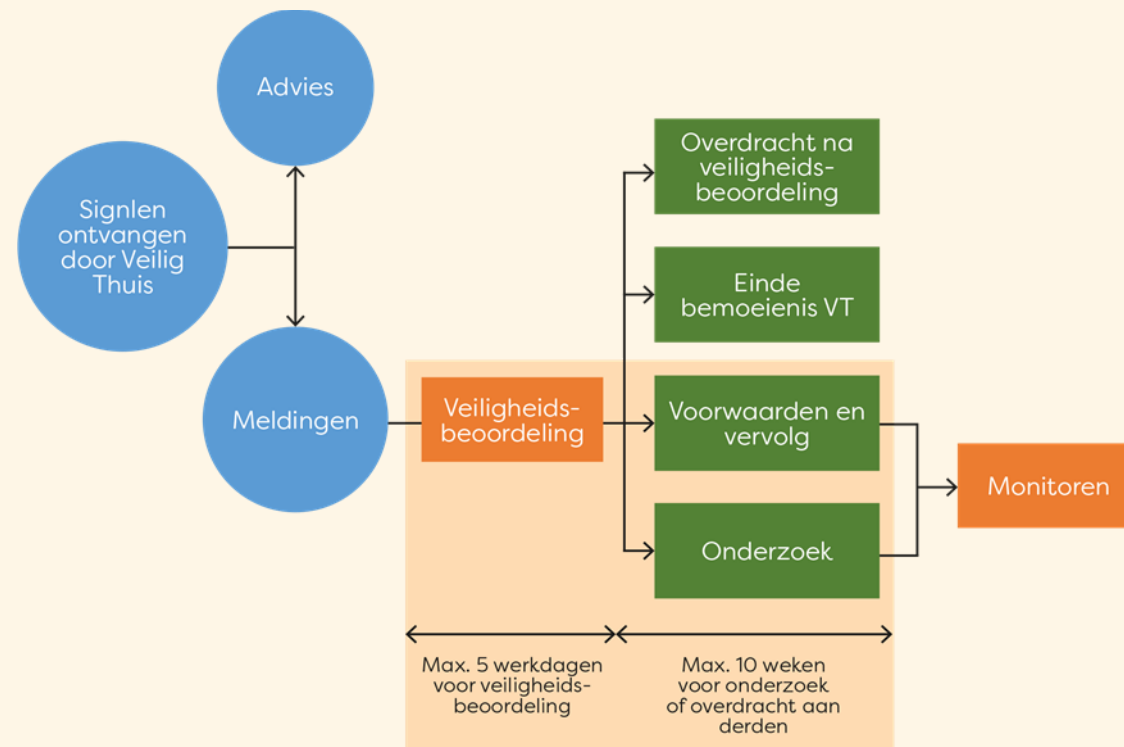 Advies
Signlen
ontvangen
door Veilig
Thuis
Meldingen
Veiligheids-
beoordeling
Overdracht na
veiligheids-
beoordeling
Einde
bemoeienis VT
Voorwaarden en
vervolg
Onderzoek
Monitoren
Max. 5 werkdagen
voor veiligheids-
beoordeling
Max. 10 weken
voor onderzoek
of overdracht aan
derden